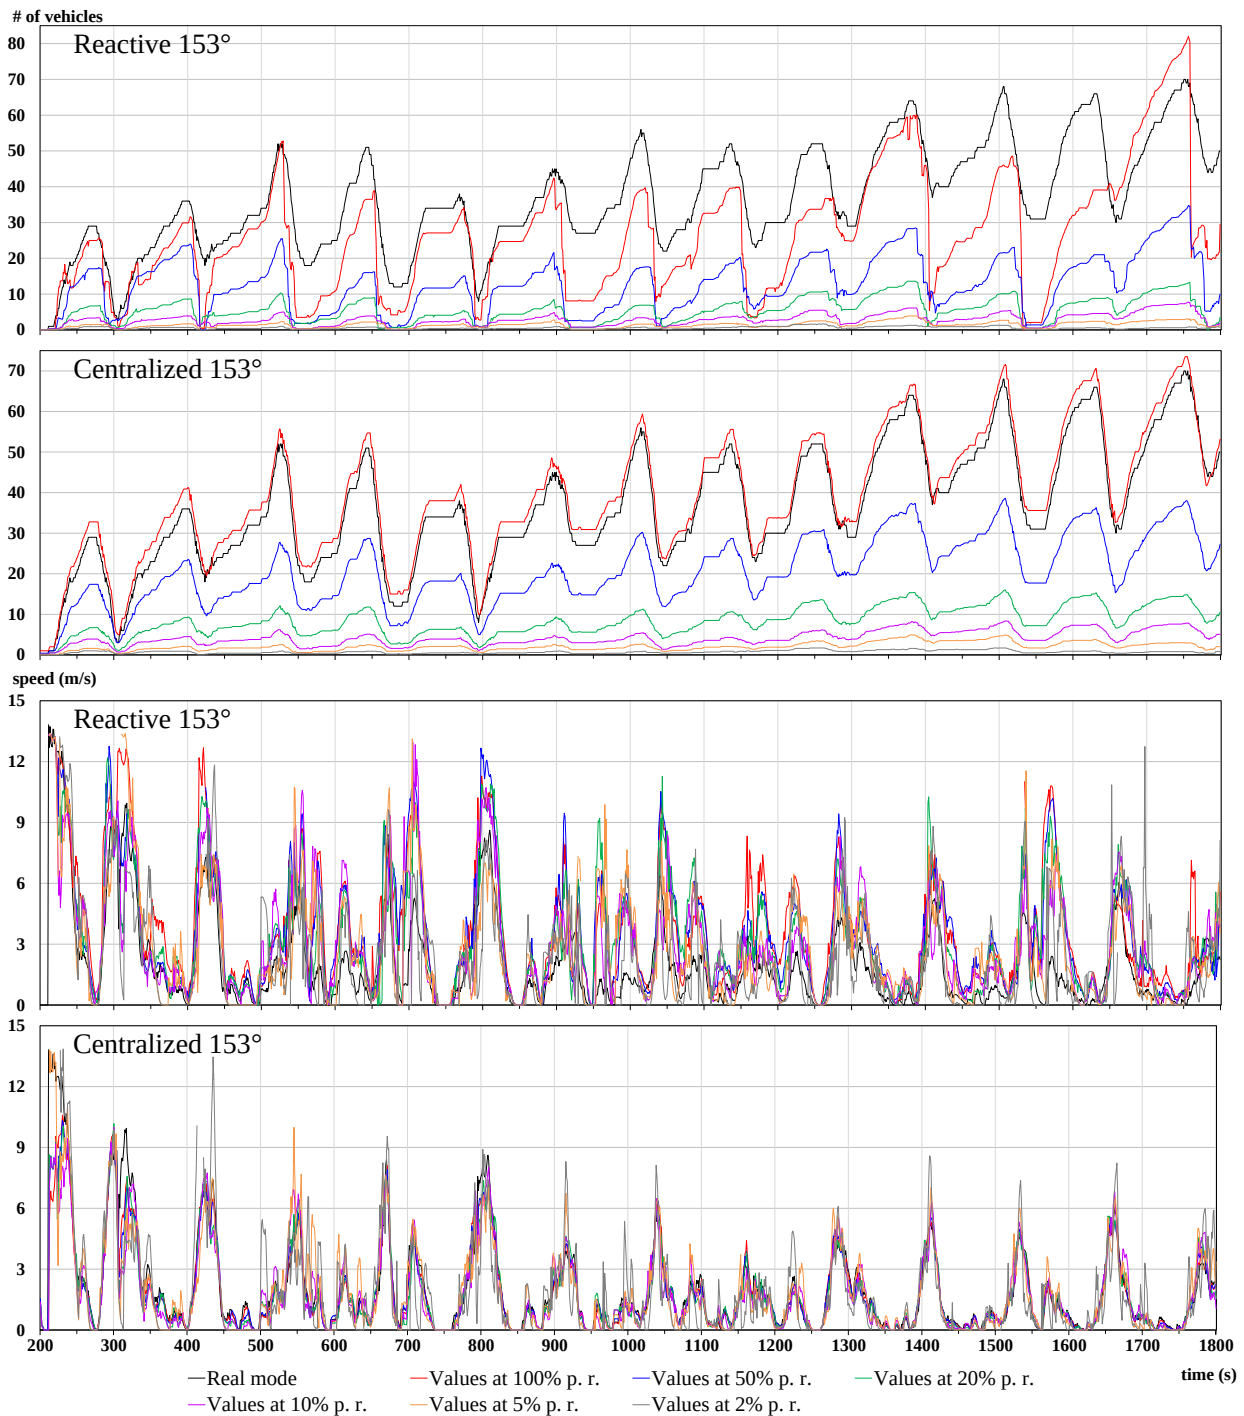 # of vehicles
Reactive 153°
80
70
60
50
40
30
20
10
0
Centralized 153°
70
60
50
40
30
20
10
0
speed (m/s)
15
Reactive 153°
12
9
6
3
0
15
Centralized 153°
12
9
6
3
0
200 300 400 500 600 700 800 900 1000 1100 1200 1300 1400 1500 1600 1700 1800
time (s)
Real mode Values at 100% p. r. Values at 50% p. r. Values at 20% p. r.
Values at 10% p. r. Values at 5% p. r. Values at 2% p. r.